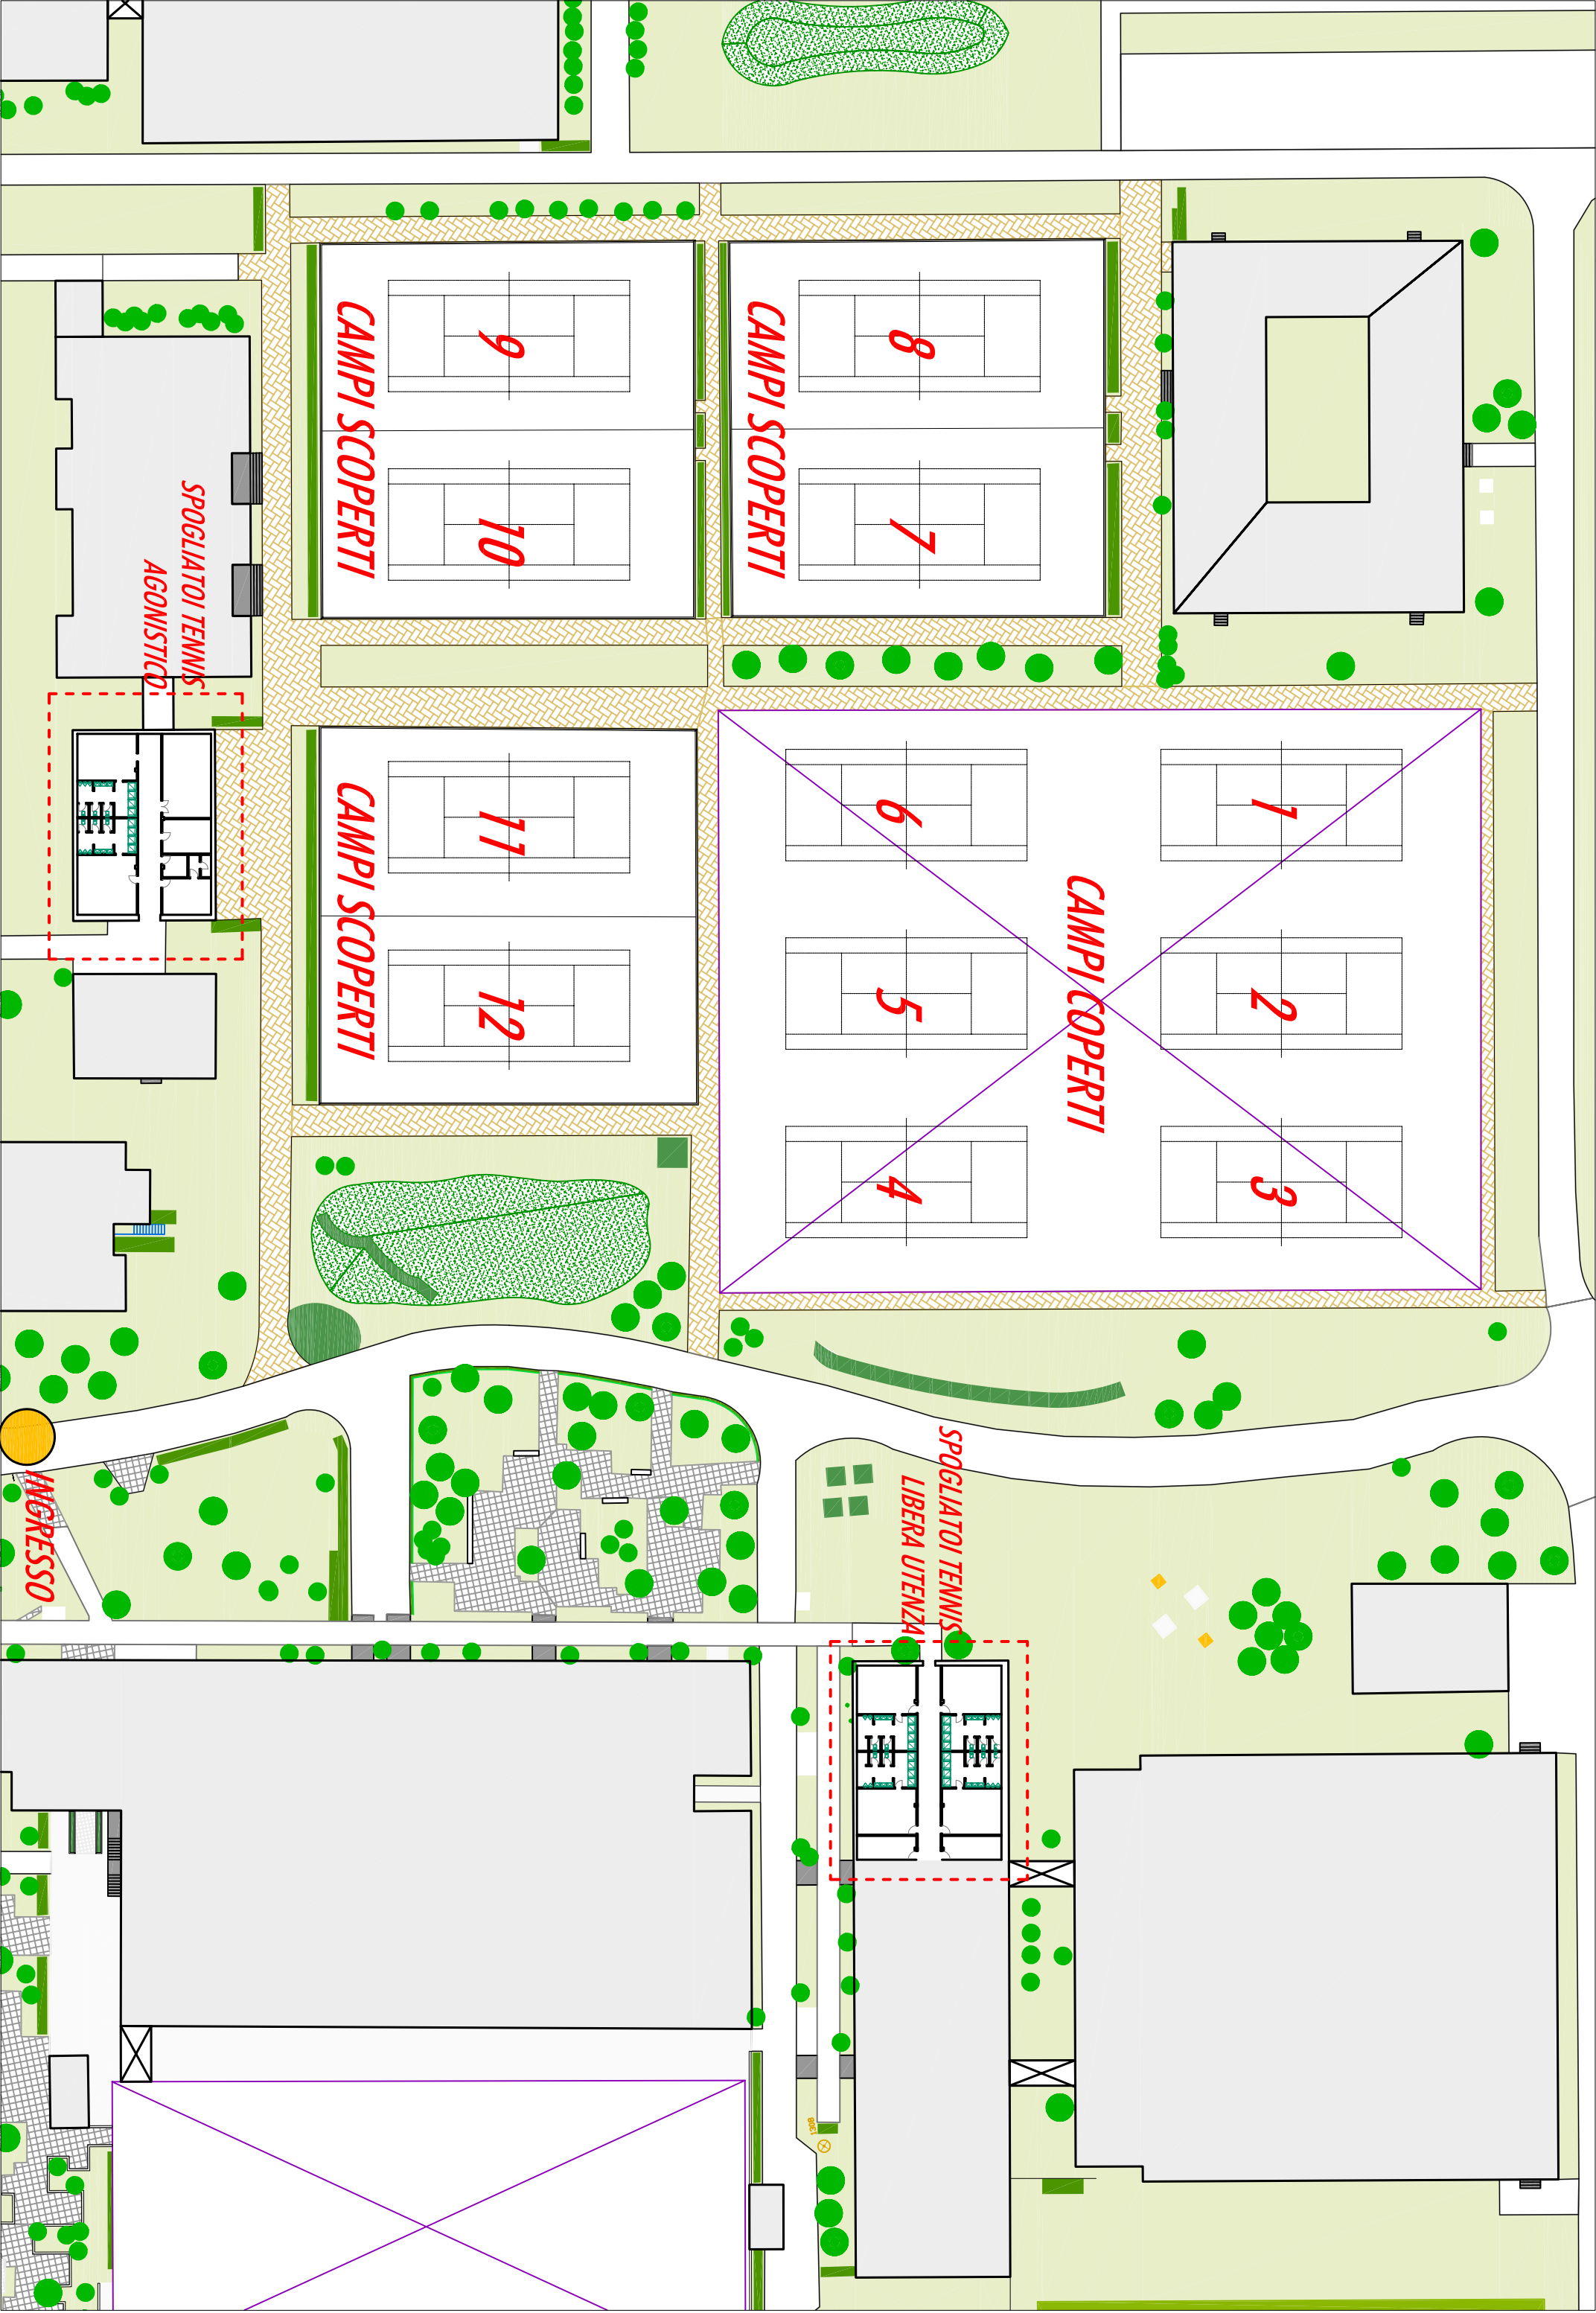 CAMPI SCOPERTI
9
10
CAMPI SCOPERTI
8
7
SPOGLIATOI TENNIS
AGONISTICO
CAMPI SCOPERTI
11
12
CAMPI COPERTI
6
1
5
2
4
3
INGRESSO
SPOGLIATOI TENNIS
LIBERA UTENZA